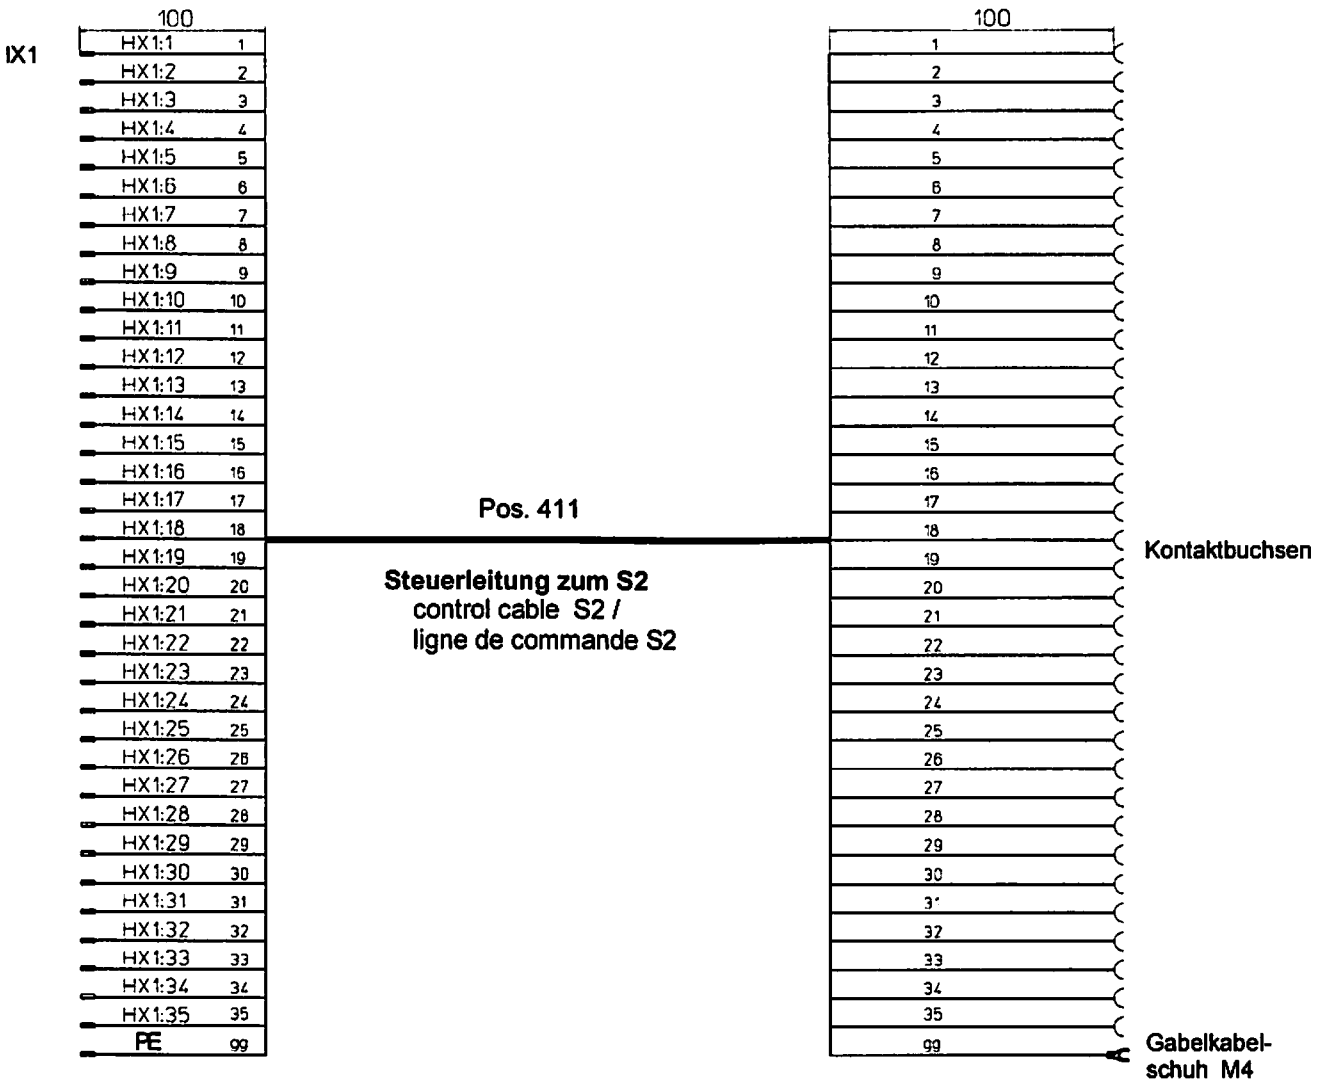 100 100
IX1 HX1:1 1 1
HX1:2 2 2
HX1:3 3 3
HX1:4 4 4
HX1:5 5 5
HX1:6 6 6
HX1:7 7 7
HX1:8 8 8
HX1:9 9 9
HX1:10 10 10
HX1:11 11 11
HX1:12 12 12
HX1:13 13 13
HX1:14 14 14
HX1:15 15 15
HX1:16 16 16
HX1:17 17 17
Pos. 411
HX1:18 18 18
Kontaktbuchsen
HX1:19 19 19
Steuerleitung zum S2
HX1:20 20 20
control cable S2 /
HX1:21 21 21
ligne de commande S2
HX1:22 22 22
HX1:23 23 23
HX1:24 24 24
HX1:25 25 25
HX1:26 26 26
HX1:27 27 27
HX1:28 28 28
HX1:29 29 29
HX1:30 30 30
HX1:31 31 31
HX1:32 32 32
HX1:33 33 33
HX1:34 34 34
HX1:35 35 35
PE 99 99
Gabelkabel-
schuh M4